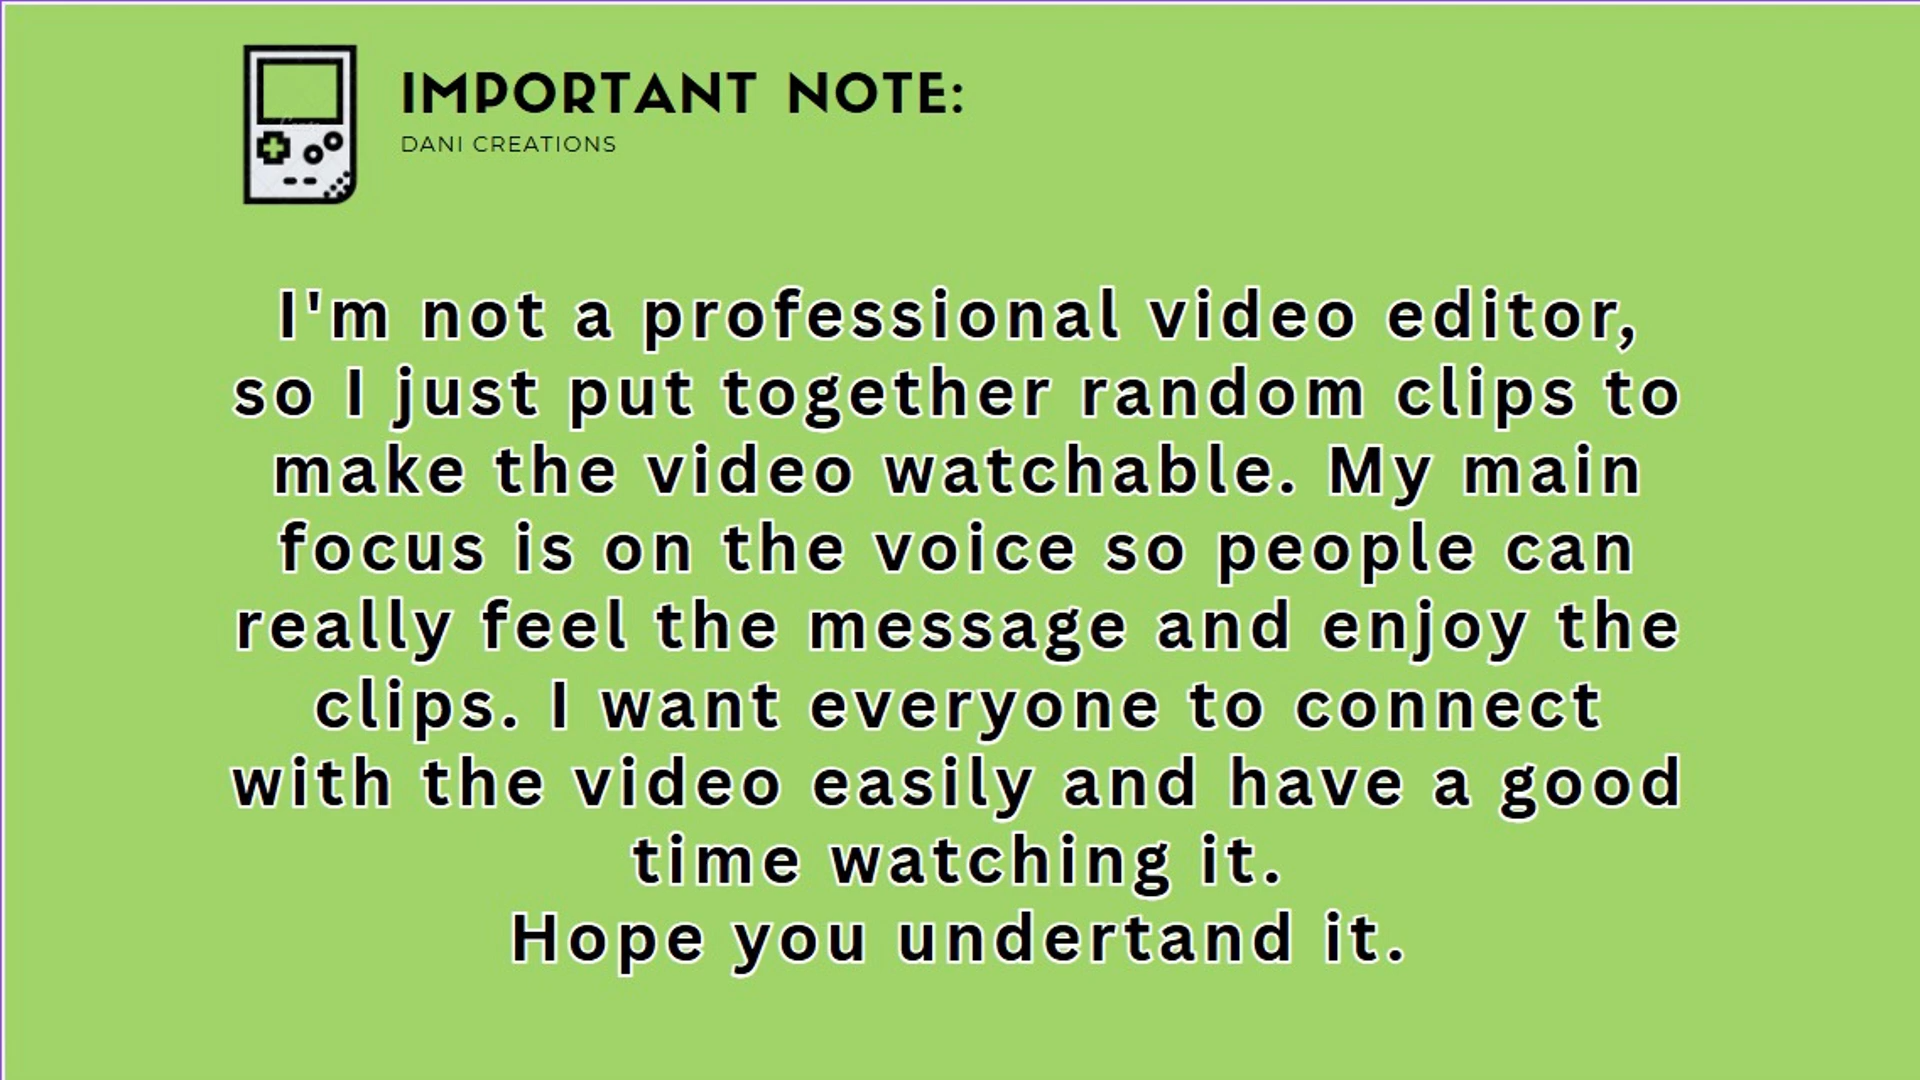 IMPORTANT NOTE:
DANI CREATIONS
I'm not a professional video editor,
so I just put together random clips to
make the video watchable. My main
focus is on the voice so people can
really feel the message and enjoy the
clips. I want everyone to connect
with the video easily and have a good
time watching it.
Hope you undertand it.